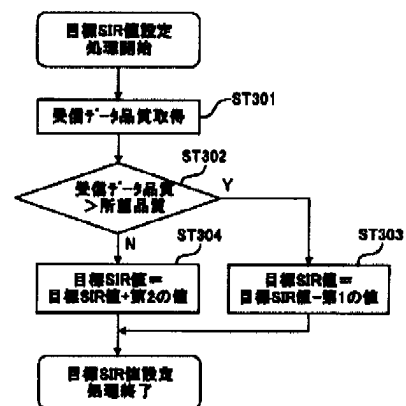 目標SIR値設定
処理開始
ST301
受信データ品質取得
ST302
受信データ品質
>所望品質
Y
N
ST304
ST303
目標SIR値=
目標SIR値+第2の値
目標SIR値=
目標SIR値-第1の値
目標SIR値設定
処理終了